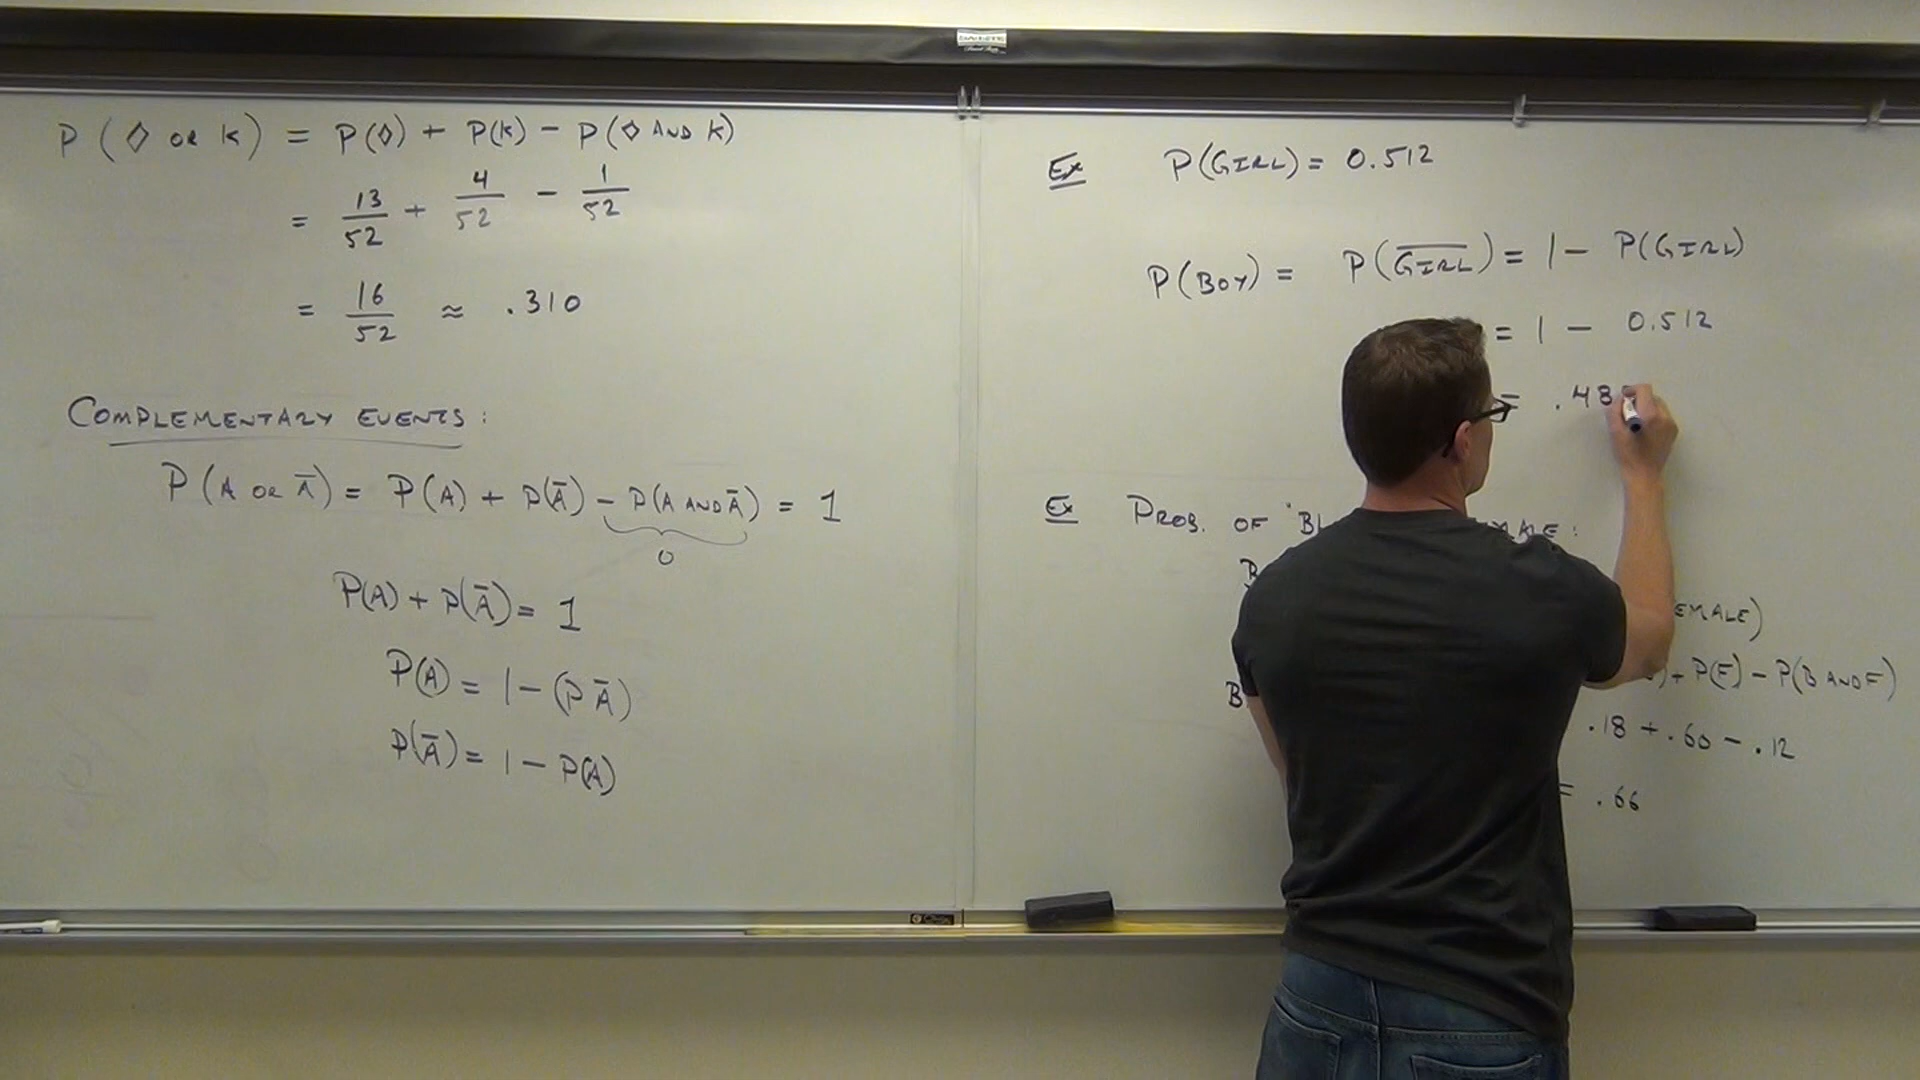 P(◊ OR K) = P(◊) + P(K) - P(◊ AND K)
= 13/52 + 4/52 - 1/52
= 16/52 ≈ .310
COMPLEMENTARY EVENTS:
P(A OR Ā) = P(A) + P(Ā) - P(A AND Ā) = 1
0
P(A) + P(Ā) = 1
P(A) = 1 - (P Ā)
P(Ā) = 1 - P(A)
Ex P(GIRL) = 0.512
P(BOY) = P(G̅I̅R̅L̅) = 1 - P(GIRL)
= 1 - 0.512
= .48
Ex PROB. OF
+ P(F) - P(B AND F)
.18 + .60 - .12
= .66